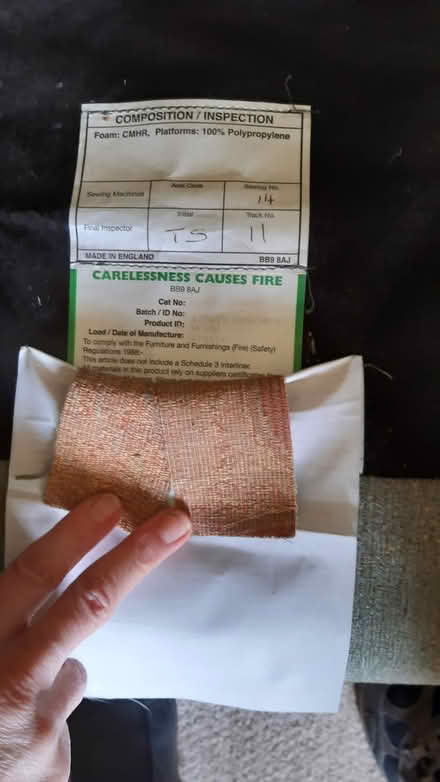 COMPOSITION / INSPECTION
Foam: CMHR, Platforms: 100% Polypropylene
Area Code
Sewing No.
Sewing Machinist
14
Initial
Track No.
Final Inspector
TS
11
MADE IN ENGLAND
BB9 8AJ
CARELESSNESS CAUSES FIRE
BB9 8AJ
Cat No:
Batch / ID No:
Product ID:
Load / Date of Manufacture:
To comply with the Furniture and Furnishings (Fire) (Safety)
Regulations 1988:-
This article does not include a Schedule 3 interliner.
All materials in this product rely on suppliers